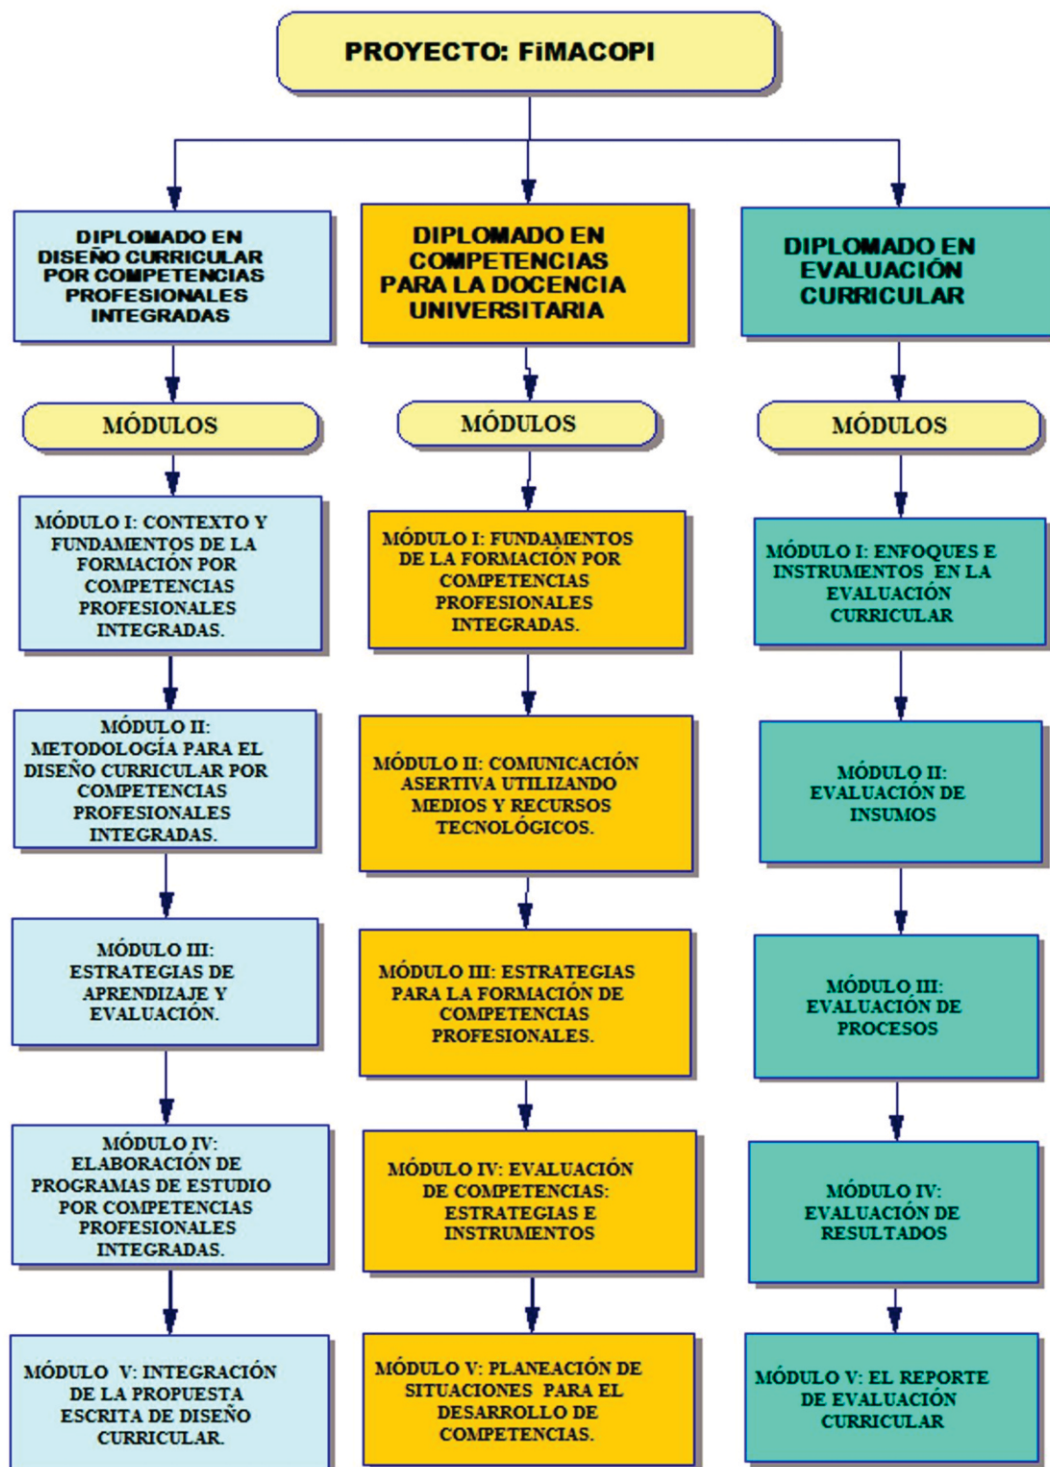 PROYECTO: FiMACOPI
DIPLOMADO EN
DISEÑO CURRICULAR
POR COMPETENCIAS
PROFESIONALES
INTEGRADAS
MÓDULOS
MÓDULO I: CONTEXTO Y
FUNDAMENTOS DE LA
FORMACIÓN POR
COMPETENCIAS
PROFESIONALES
INTEGRADAS.
MÓDULO II:
METODOLOGÍA PARA EL
DISEÑO CURRICULAR POR
COMPETENCIAS
PROFESIONALES
INTEGRADAS.
MÓDULO III:
ESTRATEGIAS DE
APRENDIZAJE Y
EVALUACIÓN.
MÓDULO IV:
ELABORACIÓN DE
PROGRAMAS DE ESTUDIO
POR COMPETENCIAS
PROFESIONALES
INTEGRADAS.
MÓDULO V: INTEGRACIÓN
DE LA PROPUESTA
ESCRITA DE DISEÑO
CURRICULAR.
DIPLOMADO EN
COMPETENCIAS
PARA LA DOCENCIA
UNIVERSITARIA
MÓDULOS
MÓDULO I: FUNDAMENTOS
DE LA FORMACIÓN POR
COMPETENCIAS
PROFESIONALES
INTEGRADAS.
MÓDULO II: COMUNICACIÓN
ASERTIVA UTILIZANDO
MEDIOS Y RECURSOS
TECNOLÓGICOS.
MÓDULO III: ESTRATEGIAS
PARA LA FORMACIÓN DE
COMPETENCIAS
PROFESIONALES.
MÓDULO IV: EVALUACIÓN
DE COMPETENCIAS:
ESTRATEGIAS E
INSTRUMENTOS
MÓDULO V: PLANEACIÓN DE
SITUACIONES PARA EL
DESARROLLO DE
COMPETENCIAS.
DIPLOMADO EN
EVALUACIÓN
CURRICULAR
MÓDULOS
MÓDULO I: ENFOQUES E
INSTRUMENTOS EN LA
EVALUACIÓN
CURRICULAR
MÓDULO II:
EVALUACIÓN DE
INSUMOS
MÓDULO III:
EVALUACIÓN DE
PROCESOS
MÓDULO IV:
EVALUACIÓN DE
RESULTADOS
MÓDULO V: EL REPORTE
DE EVALUACIÓN
CURRICULAR